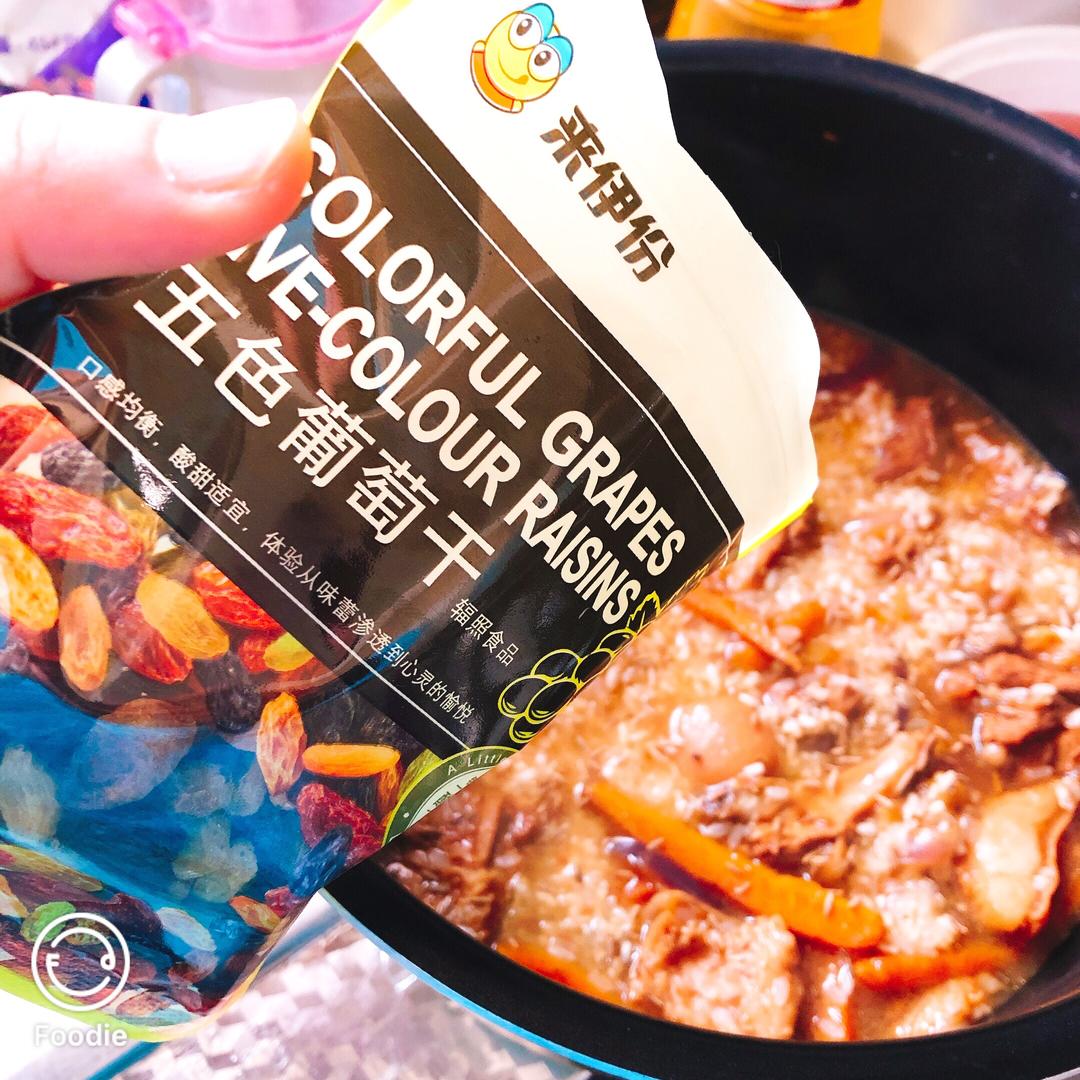 来伊份
COLORFUL GRAPES
IVE-COLOUR RAISINS
五色葡萄干
辐照食品
口感均衡，酸甜适宜，体验从味蕾渗透到心灵的愉悦
A Littl
Foodie